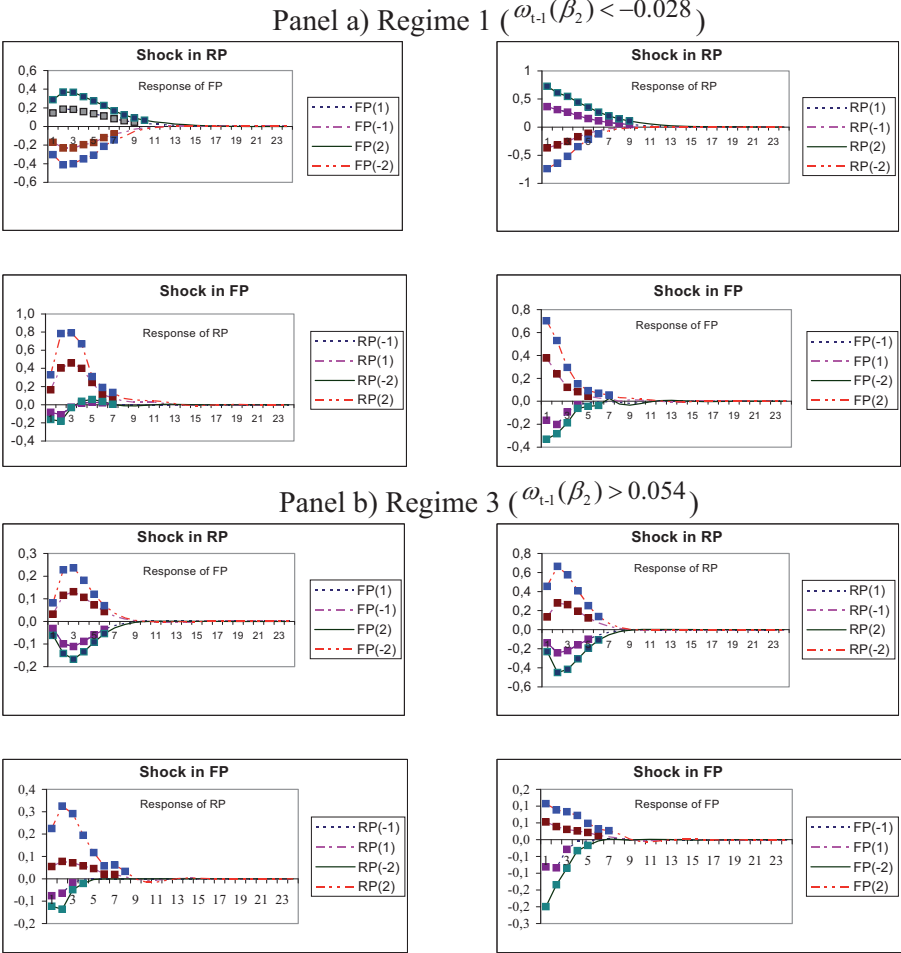 Panel a) Regime 1 (ω_{t-1}(β_2) < −0.028)
Shock in RP
Response of FP
0,6
0,4
0,2
0
-0,2
-0,4
-0,6
1 3 5 7 9 11 13 15 17 19 21 23
FP(1)
FP(-1)
FP(2)
FP(-2)
Shock in RP
Response of RP
1
0,5
0
-0,5
-1
1 3 5 7 9 11 13 15 17 19 21 23
RP(1)
RP(-1)
RP(2)
RP(-2)
Shock in FP
Response of RP
1,0
0,8
0,6
0,4
0,2
0,0
-0,2
-0,4
1 3 5 7 9 11 13 15 17 19 21 23
RP(-1)
RP(1)
RP(-2)
RP(2)
Shock in FP
Response of FP
0,8
0,6
0,4
0,2
0,0
-0,2
-0,4
1 3 5 7 9 11 13 15 17 19 21 23
FP(-1)
FP(1)
FP(-2)
FP(2)
Panel b) Regime 3 (ω_{t-1}(β_2) > 0.054)
Shock in RP
Response of FP
0,3
0,2
0,1
0,0
-0,1
-0,2
1 3 5 7 9 11 13 15 17 19 21 23
FP(1)
FP(-1)
FP(2)
FP(-2)
Shock in RP
Response of RP
0,8
0,6
0,4
0,2
0,0
-0,2
-0,4
-0,6
1 3 5 7 9 11 13 15 17 19 21 23
RP(1)
RP(-1)
RP(2)
RP(-2)
Shock in FP
Response of RP
0,4
0,3
0,2
0,1
0,0
-0,1
-0,2
1 3 5 7 9 11 13 15 17 19 21 23
RP(-1)
RP(1)
RP(-2)
RP(2)
Shock in FP
Response of FP
0,2
0,1
0,1
0,0
-0,1
-0,1
-0,2
-0,2
-0,3
1 3 5 7 9 11 13 15 17 19 21 23
FP(-1)
FP(1)
FP(-2)
FP(2)